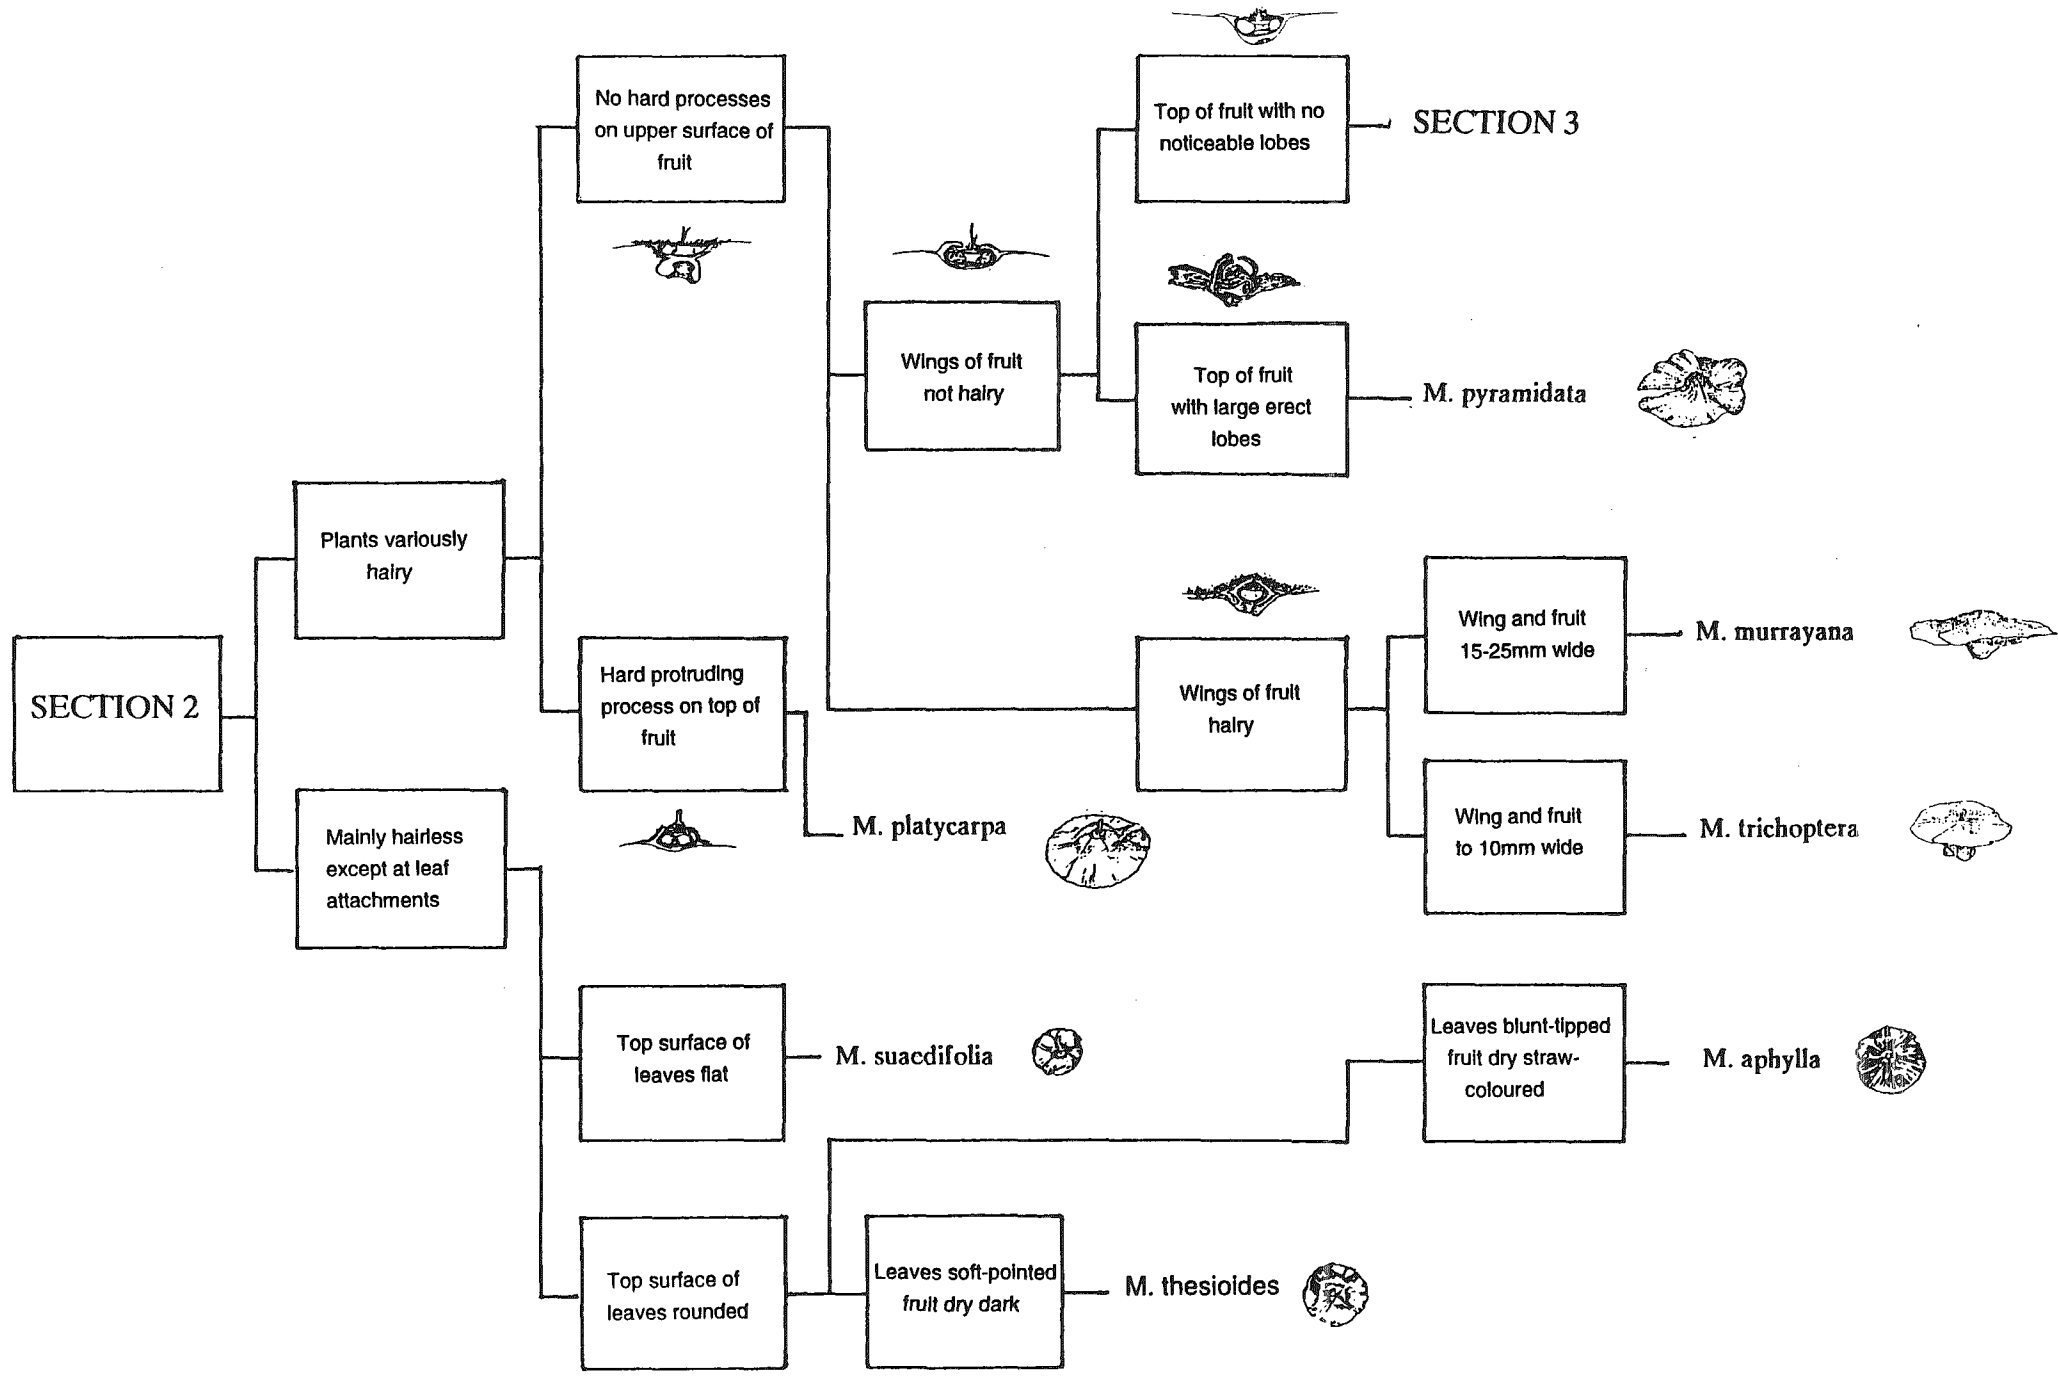 No hard processes
on upper surface of
fruit
Top of fruit with no
noticeable lobes
SECTION 3
Wings of fruit
not hairy
Top of fruit
with large erect
lobes
M. pyramidata
Plants variously
hairy
SECTION 2
Hard protruding
process on top of
fruit
M. platycarpa
Wings of fruit
hairy
Wing and fruit
15-25mm wide
M. murrayana
Wing and fruit
to 10mm wide
M. trichoptera
Mainly hairless
except at leaf
attachments
Top surface of
leaves flat
M. suaedifolia
Leaves blunt-tipped
fruit dry straw-
coloured
M. aphylla
Top surface of
leaves rounded
Leaves soft-pointed
fruit dry dark
M. thesioides